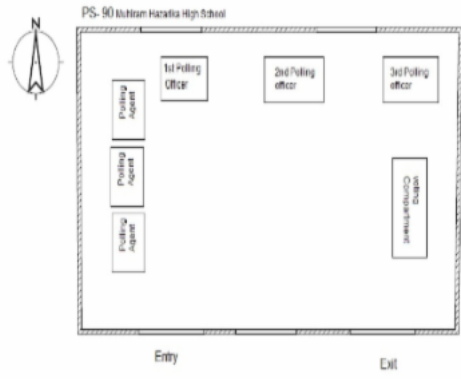 PS- 90 Muhiram Hazarika High School
N
1st Polling
Officer
2nd Polling
officer
3rd Polling
officer
Polling
Agent
Polling
Agent
Polling
Agent
voting
Compartment
Entry
Exit